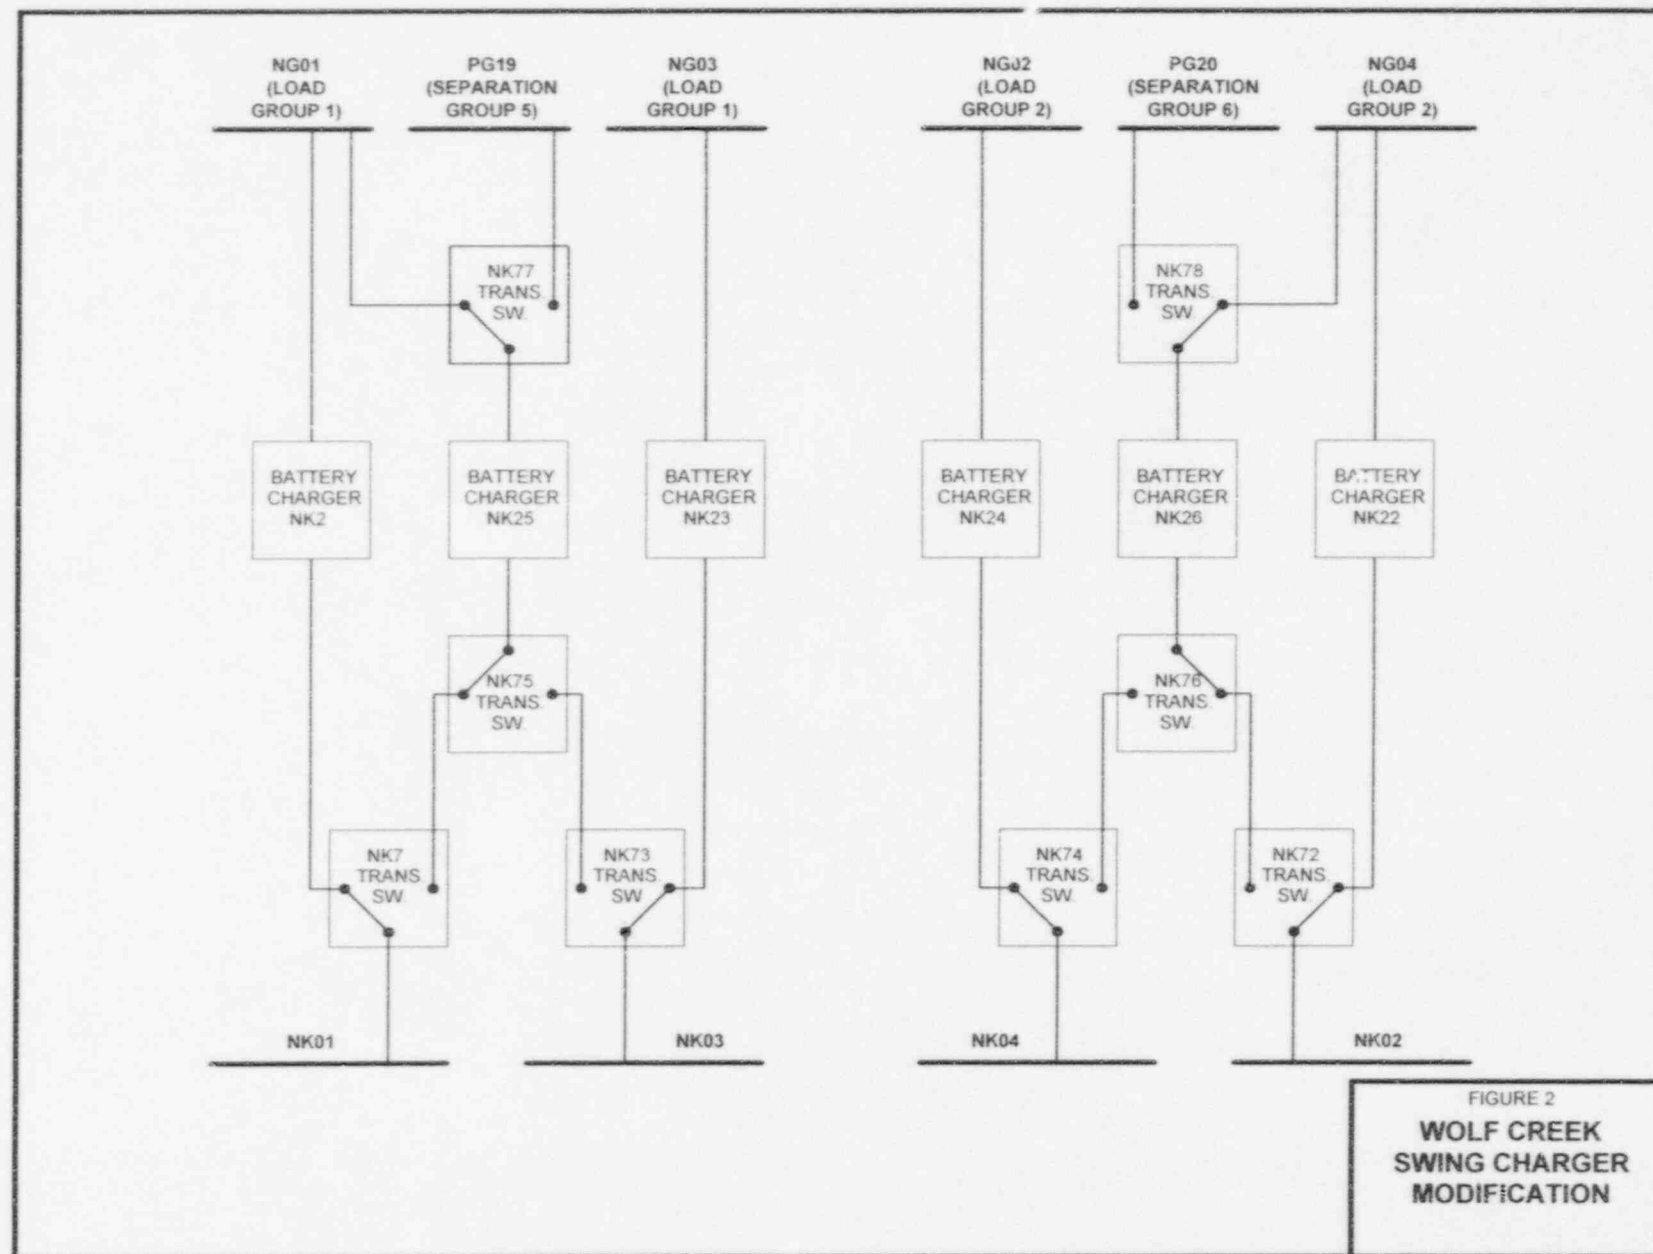 NG01
(LOAD
GROUP 1)
PG19
(SEPARATION
GROUP 5)
NG03
(LOAD
GROUP 1)
NG02
(LOAD
GROUP 2)
PG20
(SEPARATION
GROUP 6)
NG04
(LOAD
GROUP 2)
NK77
TRANS.
SW.
NK78
TRANS.
SW.
BATTERY
CHARGER
NK2
BATTERY
CHARGER
NK25
BATTERY
CHARGER
NK23
BATTERY
CHARGER
NK24
BATTERY
CHARGER
NK26
BATTERY
CHARGER
NK22
NK75
TRANS.
SW.
NK76
TRANS.
SW.
NK7
TRANS.
SW.
NK73
TRANS.
SW
NK74
TRANS.
SW.
NK72
TRANS.
SW.
NK01
NK03
NK04
NK02
FIGURE 2
WOLF CREEK
SWING CHARGER
MODIFICATION